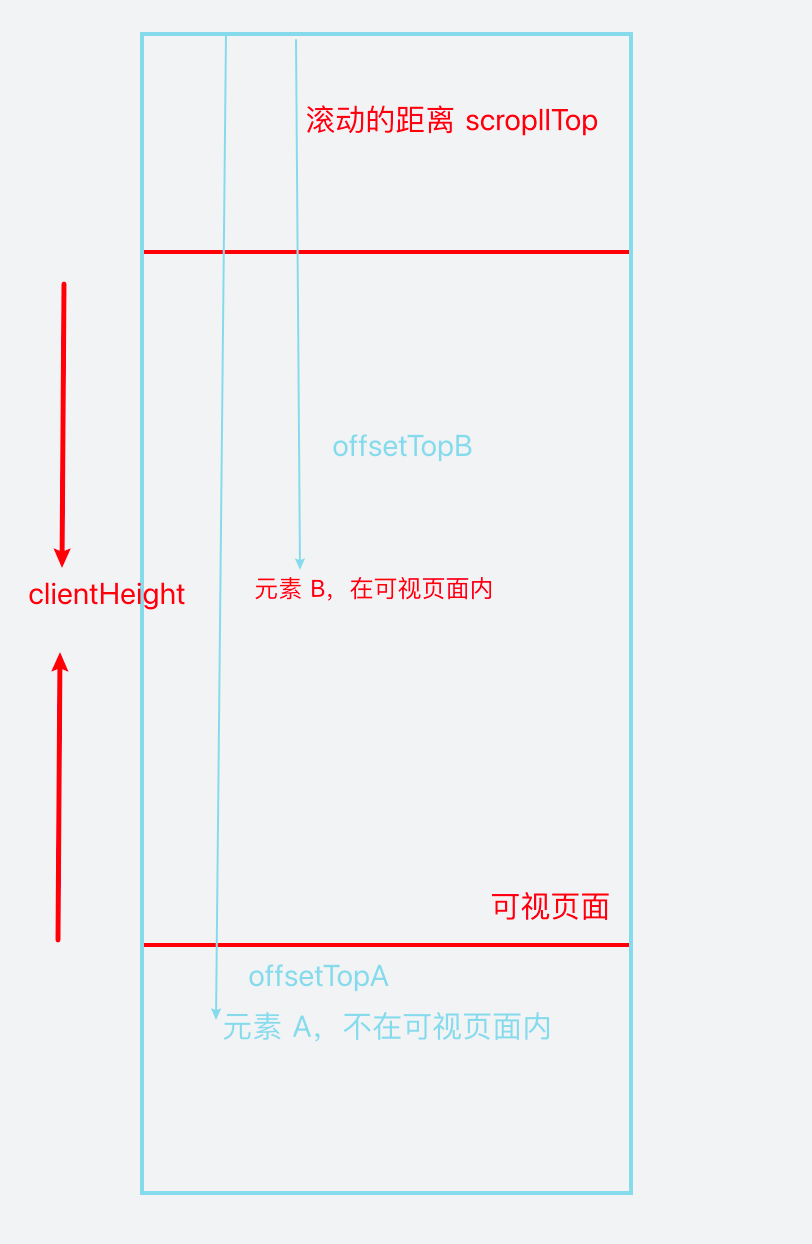 滚动的距离 scropllTop
offsetTopB
元素 B，在可视页面内
clientHeight
可视页面
offsetTopA
元素 A，不在可视页面内